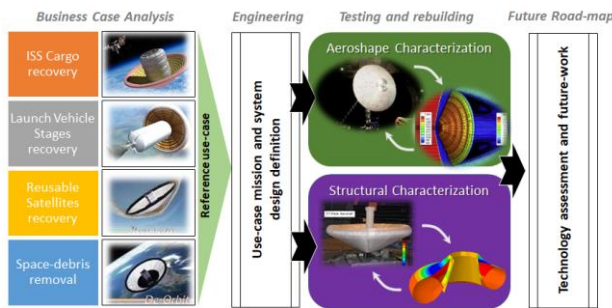 Business Case Analysis
Engineering
Testing and rebuilding
Future Road-map
ISS Cargo
recovery
Launch Vehicle
Stages
recovery
Reusable
Satellites
recovery
Space-debris
removal
Reference use-case
Use-case mission and system
design definition
Aeroshape Characterization
Structural Characterization
Technology assessment and future-work